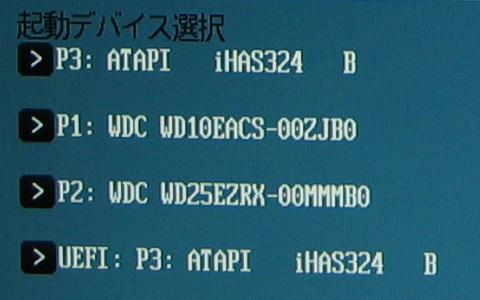 起動デバイス選択
> P3: ATAPI iHAS324 B
> P1: WDC WD10EACS-00ZJB0
> P2: WDC WD25EZRX-00MMMB0
> UEFI: P3: ATAPI iHAS324 B